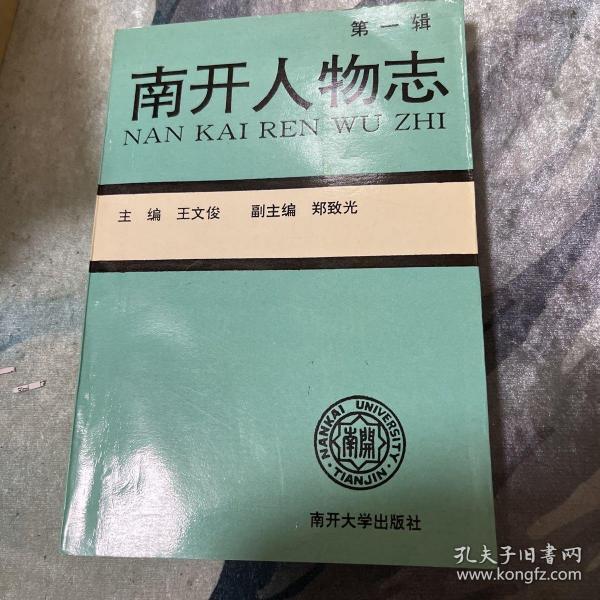 第一辑
南开人物志
NAN KAI REN WU ZHI
主编 王文俊 副主编 郑致光
NANKAI UNIVERSITY
南開
·TIANJIN·
南开大学出版社
孔夫子旧书网
www.kongfz.com